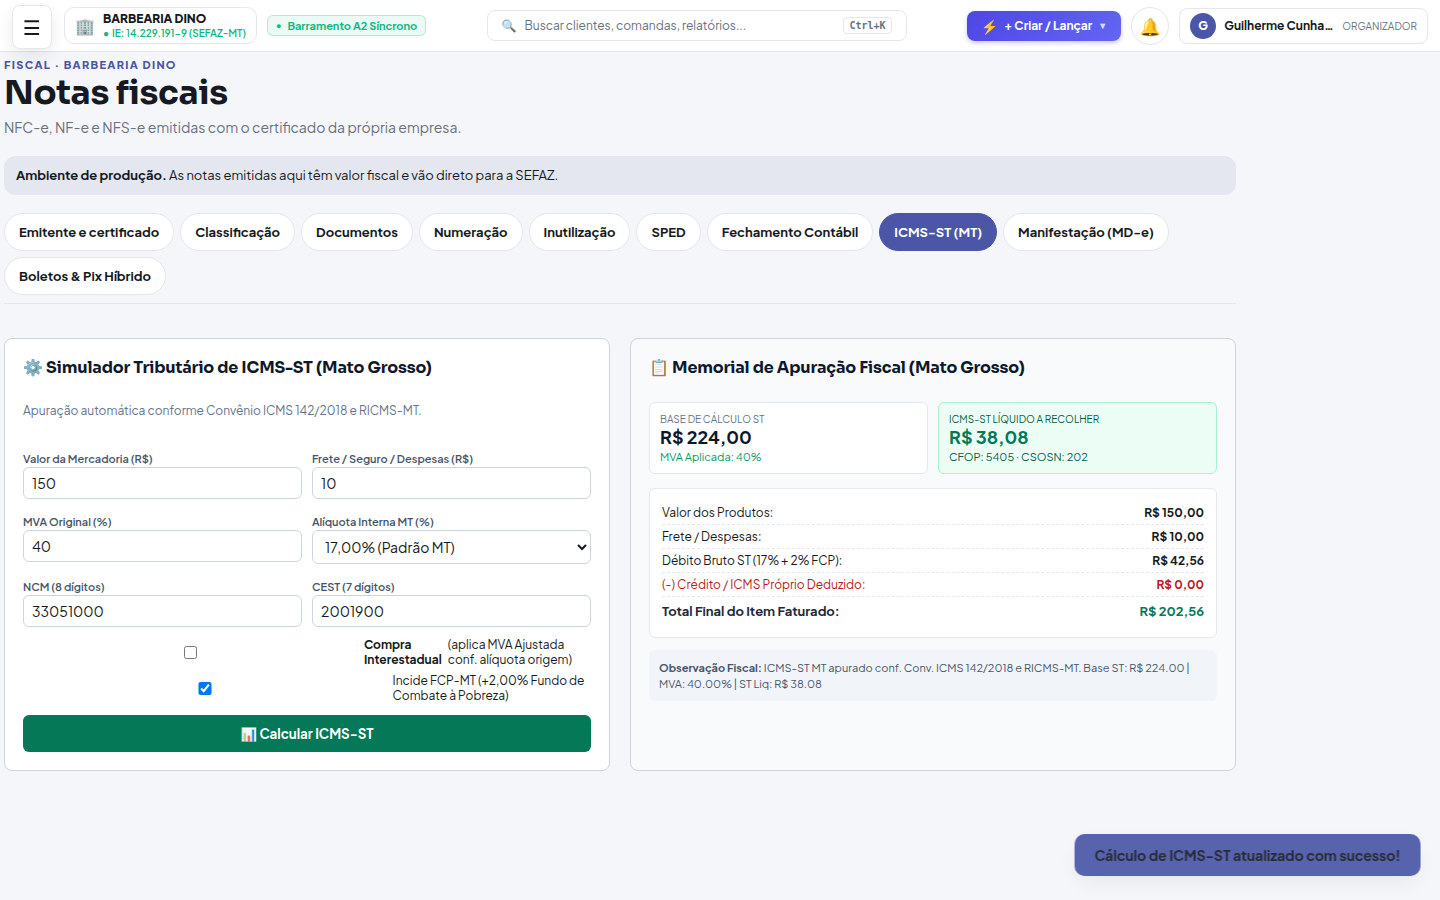 BARBEARIA DINO
● IE: 14.229.191-9 (SEFAZ-MT)
● Barramento A2 Síncrono
Buscar clientes, comandas, relatórios...
Ctrl+K
+ Criar / Lançar ▼
G
Guilherme Cunha...
ORGANIZADOR
FISCAL · BARBEARIA DINO
Notas fiscais
NFC-e, NF-e e NFS-e emitidas com o certificado da própria empresa.
Ambiente de produção. As notas emitidas aqui têm valor fiscal e vão direto para a SEFAZ.
Emitente e certificado
Classificação
Documentos
Numeração
Inutilização
SPED
Fechamento Contábil
ICMS-ST (MT)
Manifestação (MD-e)
Boletos & Pix Híbrido
Simulador Tributário de ICMS-ST (Mato Grosso)
Apuração automática conforme Convênio ICMS 142/2018 e RICMS-MT.
Valor da Mercadoria (R$)
Frete / Seguro / Despesas (R$)
150
10
MVA Original (%)
Alíquota Interna MT (%)
40
17,00% (Padrão MT)
NCM (8 dígitos)
CEST (7 dígitos)
33051000
2001900
Compra Interestadual (aplica MVA Ajustada conf. alíquota origem)
Incide FCP-MT (+2,00% Fundo de
Combate à Pobreza)
Calcular ICMS-ST
Memorial de Apuração Fiscal (Mato Grosso)
BASE DE CÁLCULO ST
R$ 224,00
MVA Aplicada: 40%
ICMS-ST LÍQUIDO A RECOLHER
R$ 38,08
CFOP: 5405 · CSOSN: 202
Valor dos Produtos: R$ 150,00
Frete / Despesas: R$ 10,00
Débito Bruto ST (17% + 2% FCP): R$ 42,56
(-) Crédito / ICMS Próprio Deduzido: R$ 0,00
Total Final do Item Faturado: R$ 202,56
Observação Fiscal: ICMS-ST MT apurado conf. Conv. ICMS 142/2018 e RICMS-MT. Base ST: R$ 224.00 |
MVA: 40.00% | ST Liq: R$ 38.08
Cálculo de ICMS-ST atualizado com sucesso!